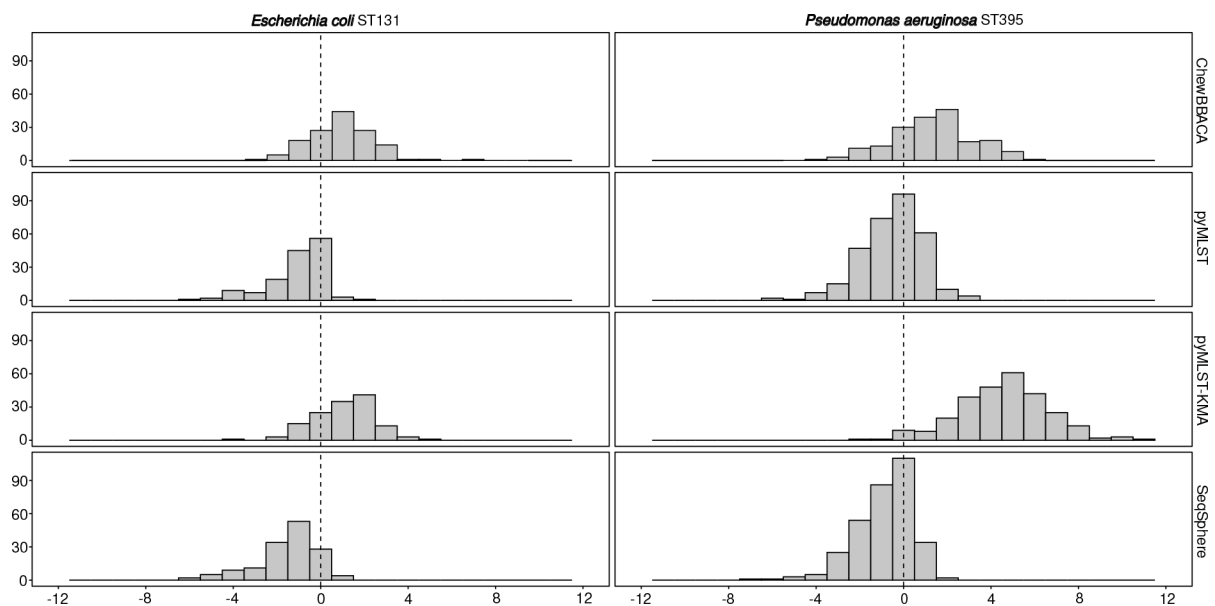 Escherichia coli ST131
Pseudomonas aeruginosa ST395
90
60
30
0
ChewBBACA
90
60
30
0
pyMLST
90
60
30
0
pyMLST-KMA
90
60
30
0
SeqSphere
-12 -8 -4 0 4 8 12
-12 -8 -4 0 4 8 12